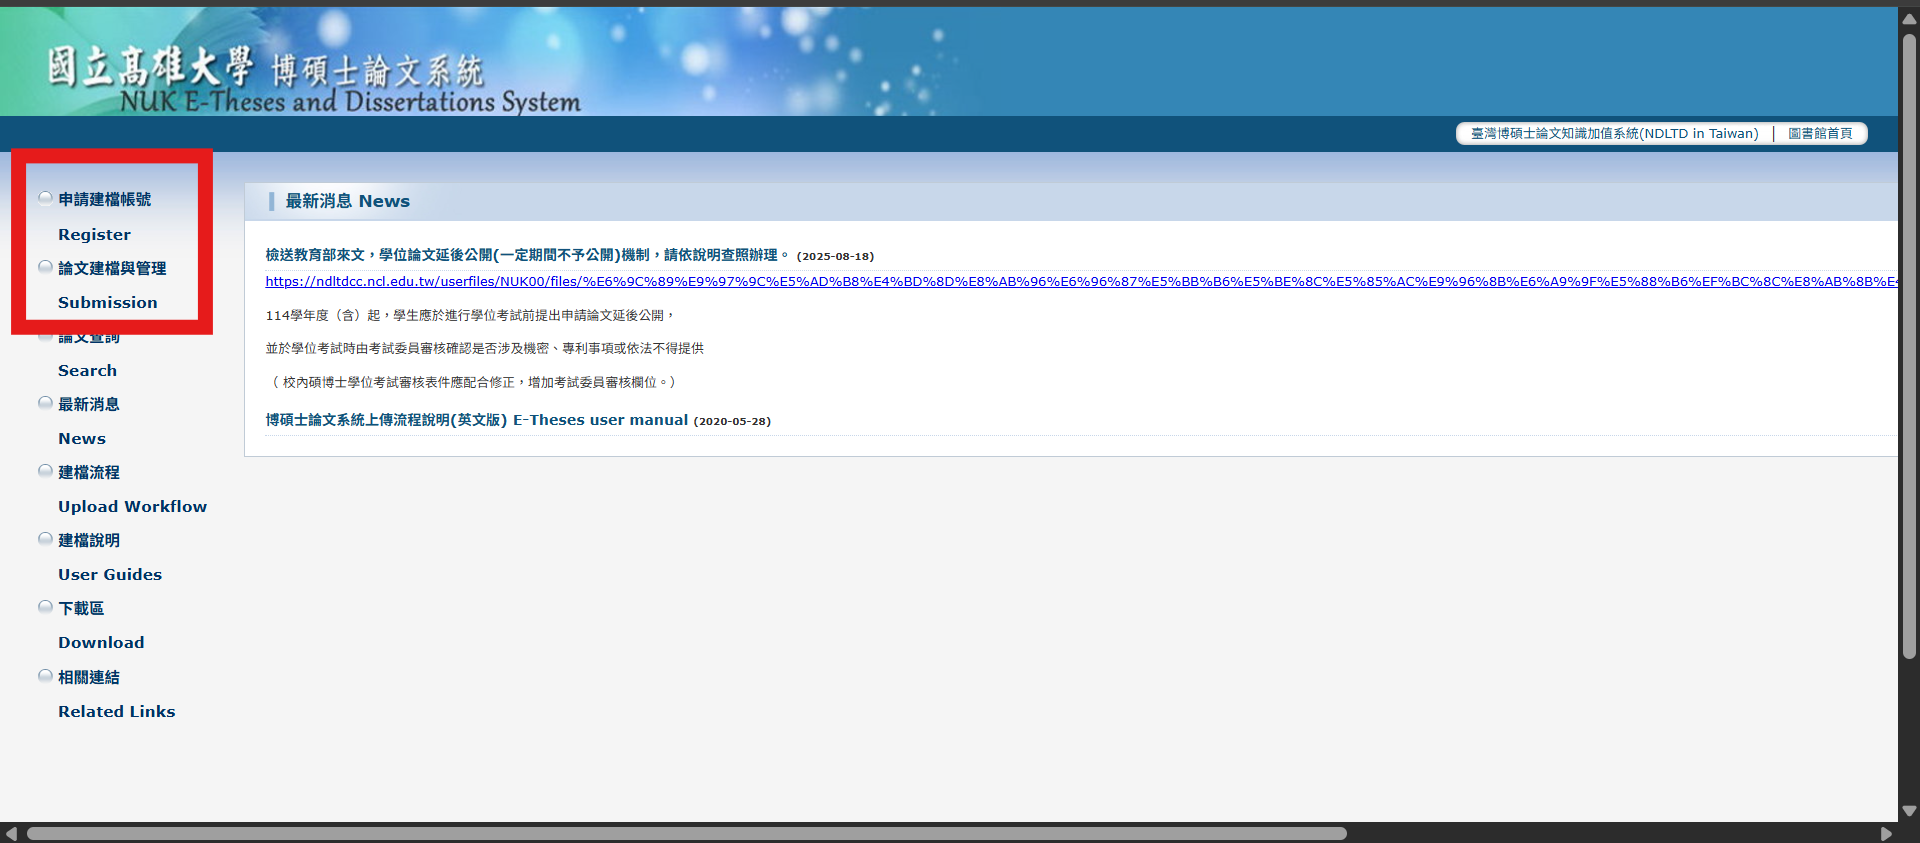 國立高雄大學 博碩士論文系統
NUK E-Theses and Dissertations System
臺灣博碩士論文知識加值系統(NDLTD in Taiwan) | 圖書館首頁
申請建檔帳號
Register
論文建檔與管理
Submission
論文查詢
Search
最新消息
News
建檔流程
Upload Workflow
建檔說明
User Guides
下載區
Download
相關連結
Related Links
最新消息 News
檢送教育部來文，學位論文延後公開(一定期間不予公開)機制，請依說明查照辦理。 (2025-08-18)
https://ndltdcc.ncl.edu.tw/userfiles/NUK00/files/%E6%9C%89%E9%97%9C%E5%AD%B8%E4%BD%8D%E8%AB%96%E6%96%87%E5%BB%B6%E5%BE%8C%E5%85%AC%E9%96%8B%E6%A9%9F%E5%88%B6%EF%BC%8C%E8%AB%8B%E4
114學年度（含）起，學生應於進行學位考試前提出申請論文延後公開，
並於學位考試時由考試委員審核確認是否涉及機密、專利事項或依法不得提供
（ 校內碩博士學位考試審核表件應配合修正，增加考試委員審核欄位。）
博碩士論文系統上傳流程說明(英文版) E-Theses user manual (2020-05-28)